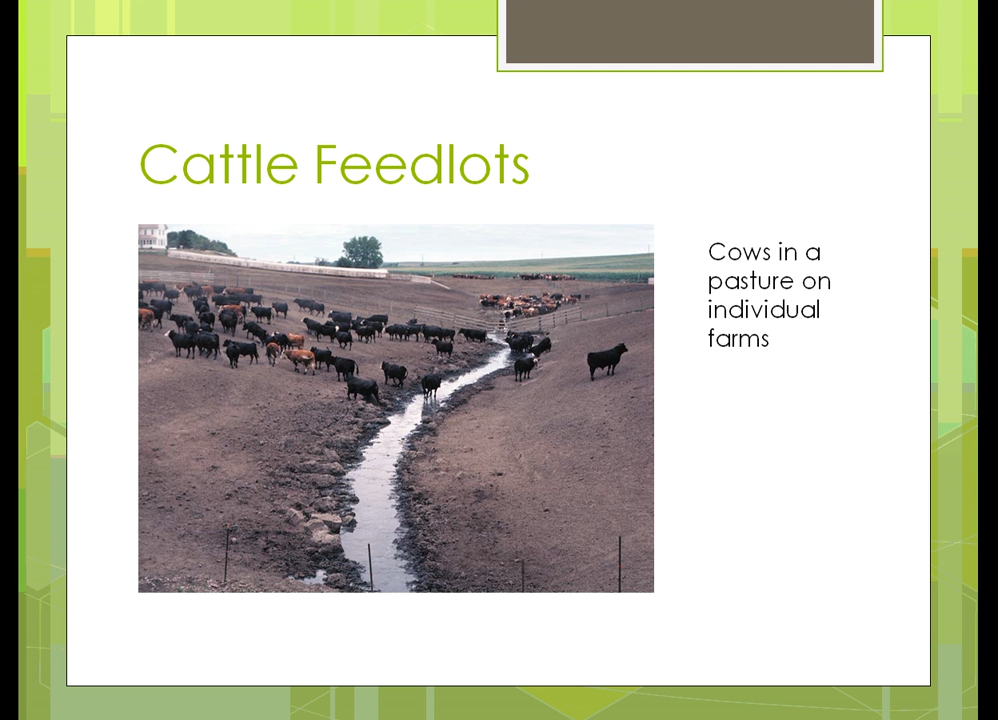 Cattle Feedlots
Cows in a
pasture on
individual
farms